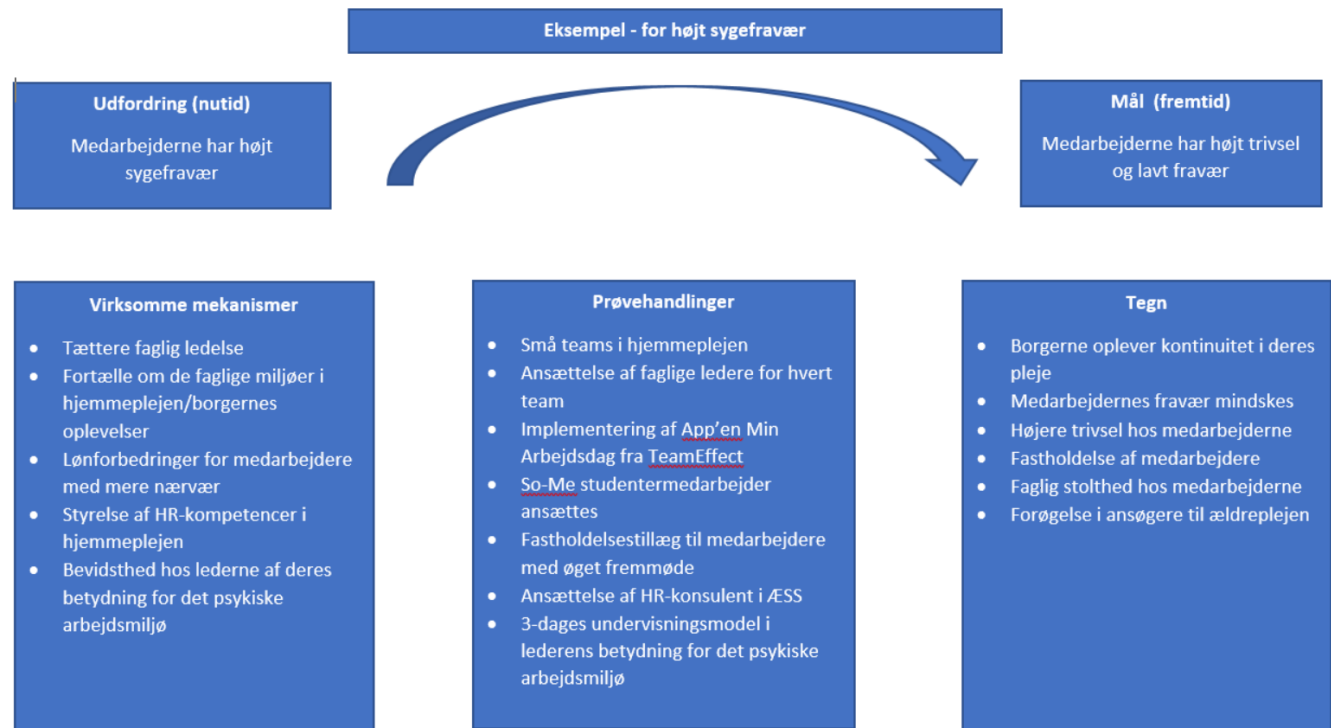 Eksempel - for højt sygefravær
Udfordring (nutid)
Medarbejderne har højt
sygefravær
Mål  (fremtid)
Medarbejderne har højt trivsel
og lavt fravær
Virksomme mekanismer
• Tættere faglig ledelse
• Fortælle om de faglige miljøer i
hjemmeplejen/borgernes
oplevelser
• Lønforbedringer for medarbejdere
med mere nærvær
• Styrelse af HR-kompetencer i
hjemmeplejen
• Bevidsthed hos lederne af deres
betydning for det psykiske
arbejdsmiljø
Prøvehandlinger
• Små teams i hjemmeplejen
• Ansættelse af faglige ledere for hvert
team
• Implementering af App'en Min
Arbejdsdag fra TeamEffect
• So-Me studentermedarbejder
ansættes
• Fastholdelsestillæg til medarbejdere
med øget fremmøde
• Ansættelse af HR-konsulent i ÆSS
• 3-dages undervisningsmodel i
lederens betydning for det psykiske
arbejdsmiljø
Tegn
• Borgerne oplever kontinuitet i deres
pleje
• Medarbejdernes fravær mindskes
• Højere trivsel hos medarbejderne
• Fastholdelse af medarbejdere
• Faglig stolthed hos medarbejderne
• Forøgelse i ansøgere til ældreplejen